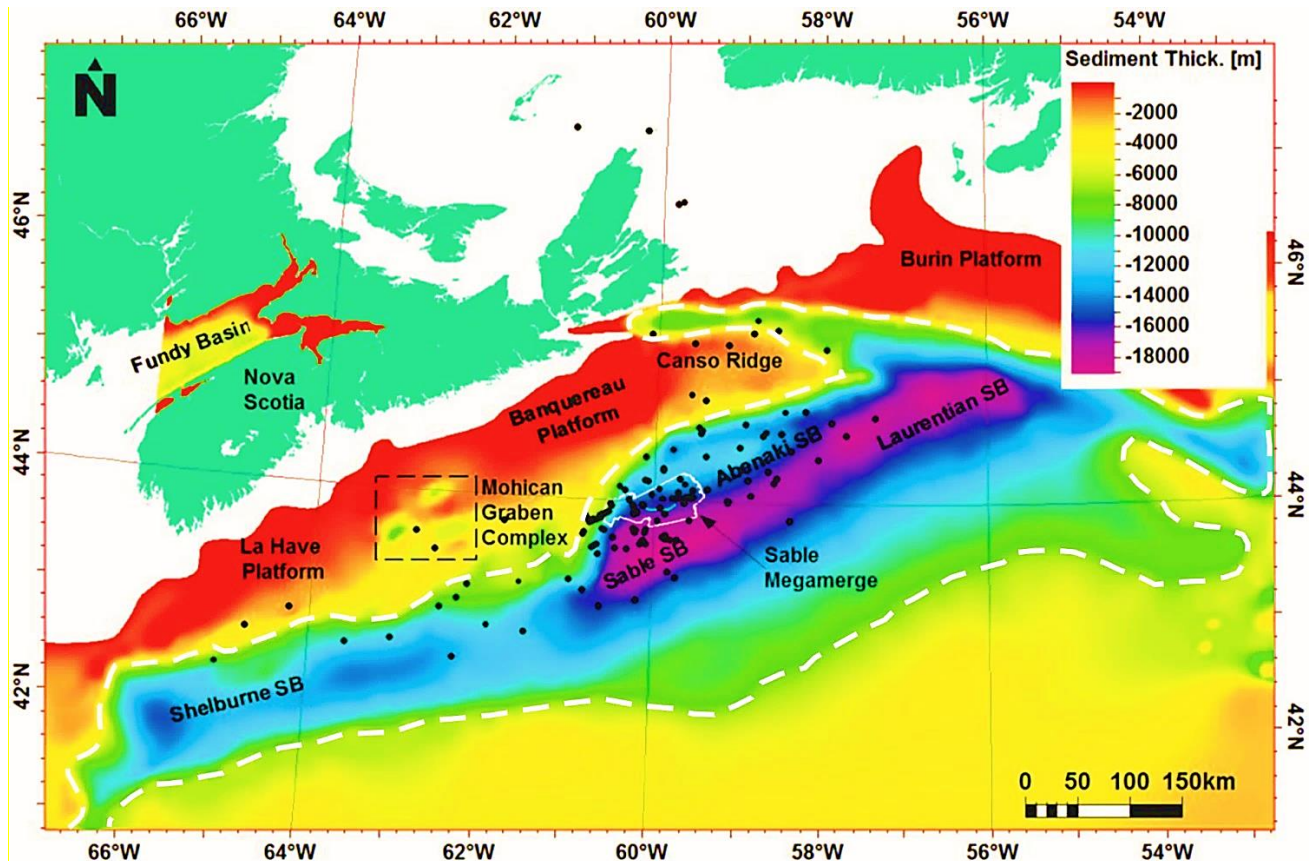 66°W 64°W 62°W 60°W 58°W 56°W
N
Sediment Thick. [m]
-2000
-4000
-6000
-8000
-10000
-12000
-14000
-16000
-18000
46°N
46°N
Burin Platform
Fundy Basin
Canso Ridge
Nova
Scotia
Banquereau
Platform
Laurentian SB
44°N
44°N
Abenaki SB
Mohican
Graben
Complex
La Have
Platform
Sable SB
Sable
Megamerge
42°N
42°N
Shelburne SB
0 50 100 150km
66°W 64°W 62°W 60°W 58°W 56°W 54°W